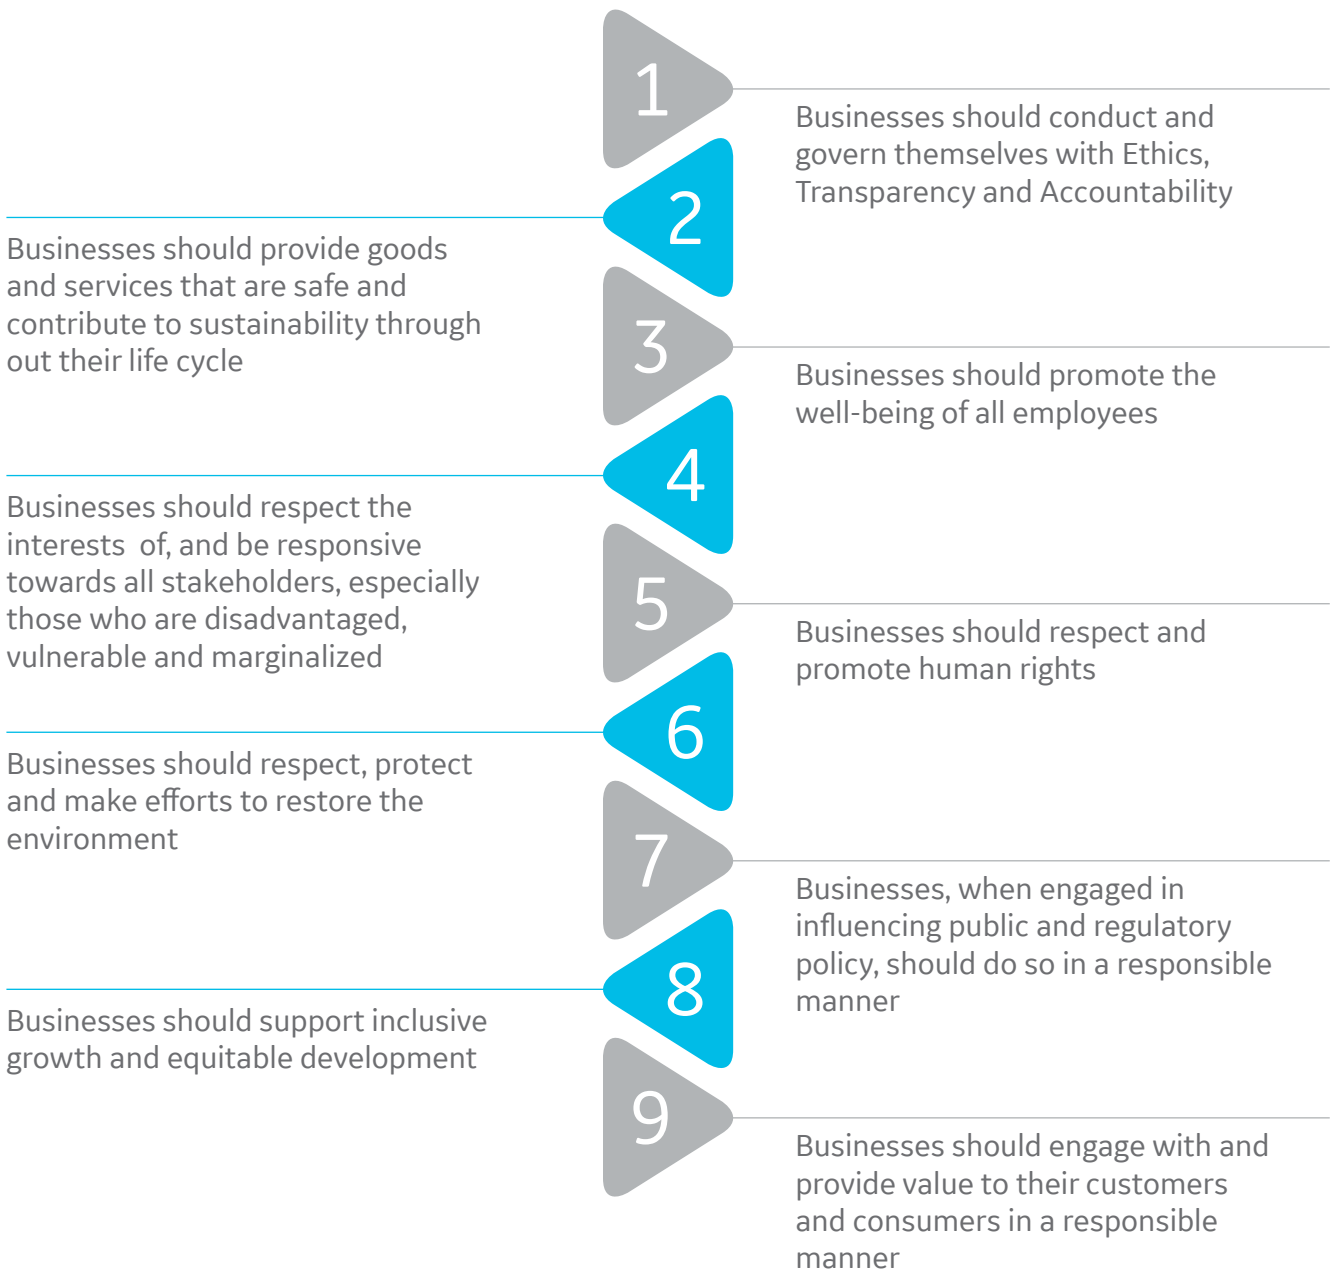 1
Businesses should conduct and
govern themselves with Ethics,
Transparency and Accountability
2
Businesses should provide goods
and services that are safe and
contribute to sustainability through
out their life cycle
3
Businesses should promote the
well-being of all employees
4
Businesses should respect the
interests of, and be responsive
towards all stakeholders, especially
those who are disadvantaged,
vulnerable and marginalized
5
Businesses should respect and
promote human rights
6
Businesses should respect, protect
and make efforts to restore the
environment
7
Businesses, when engaged in
influencing public and regulatory
policy, should do so in a responsible
manner
8
Businesses should support inclusive
growth and equitable development
9
Businesses should engage with and
provide value to their customers
and consumers in a responsible
manner